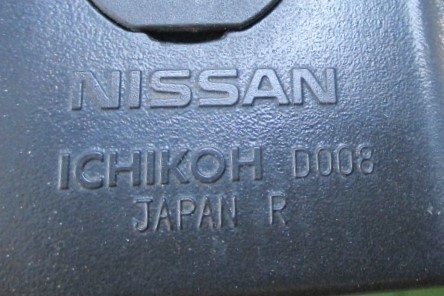 NISSAN
ICHIKOH D008
JAPAN R